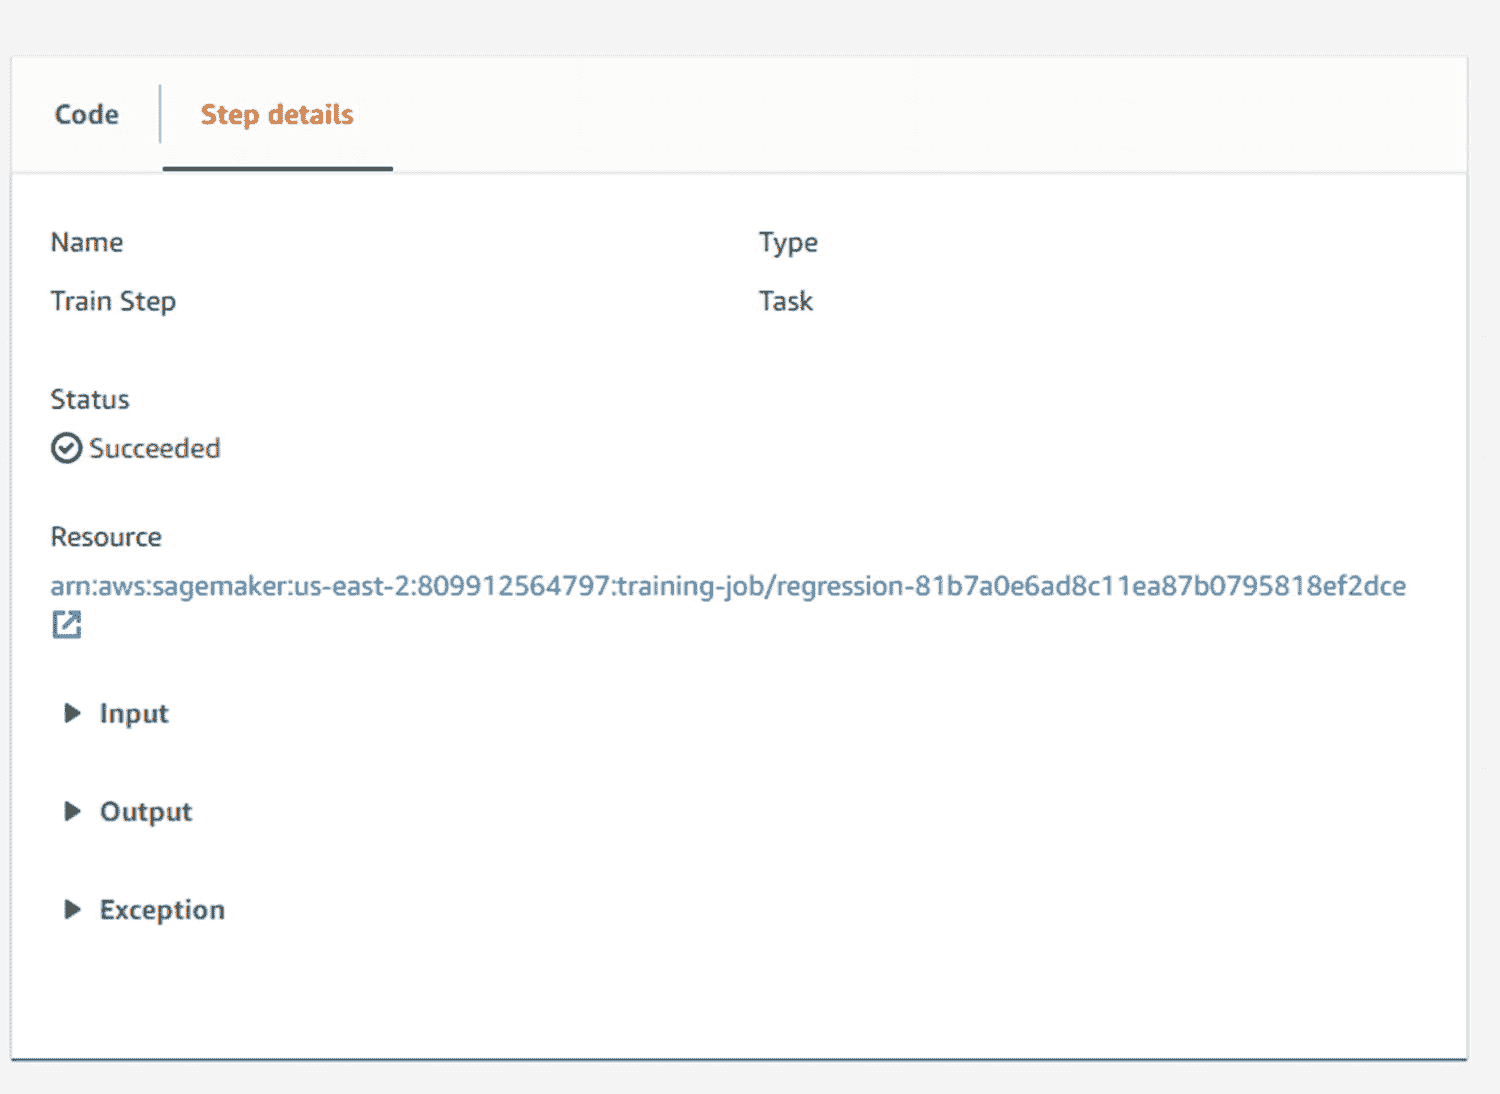 Code
Step details
Name
Type
Train Step
Task
Status
Succeeded
Resource
arn:aws:sagemaker:us-east-2:809912564797:training-job/regression-81b7a0e6ad8c11ea87b0795818ef2dce
Input
Output
Exception